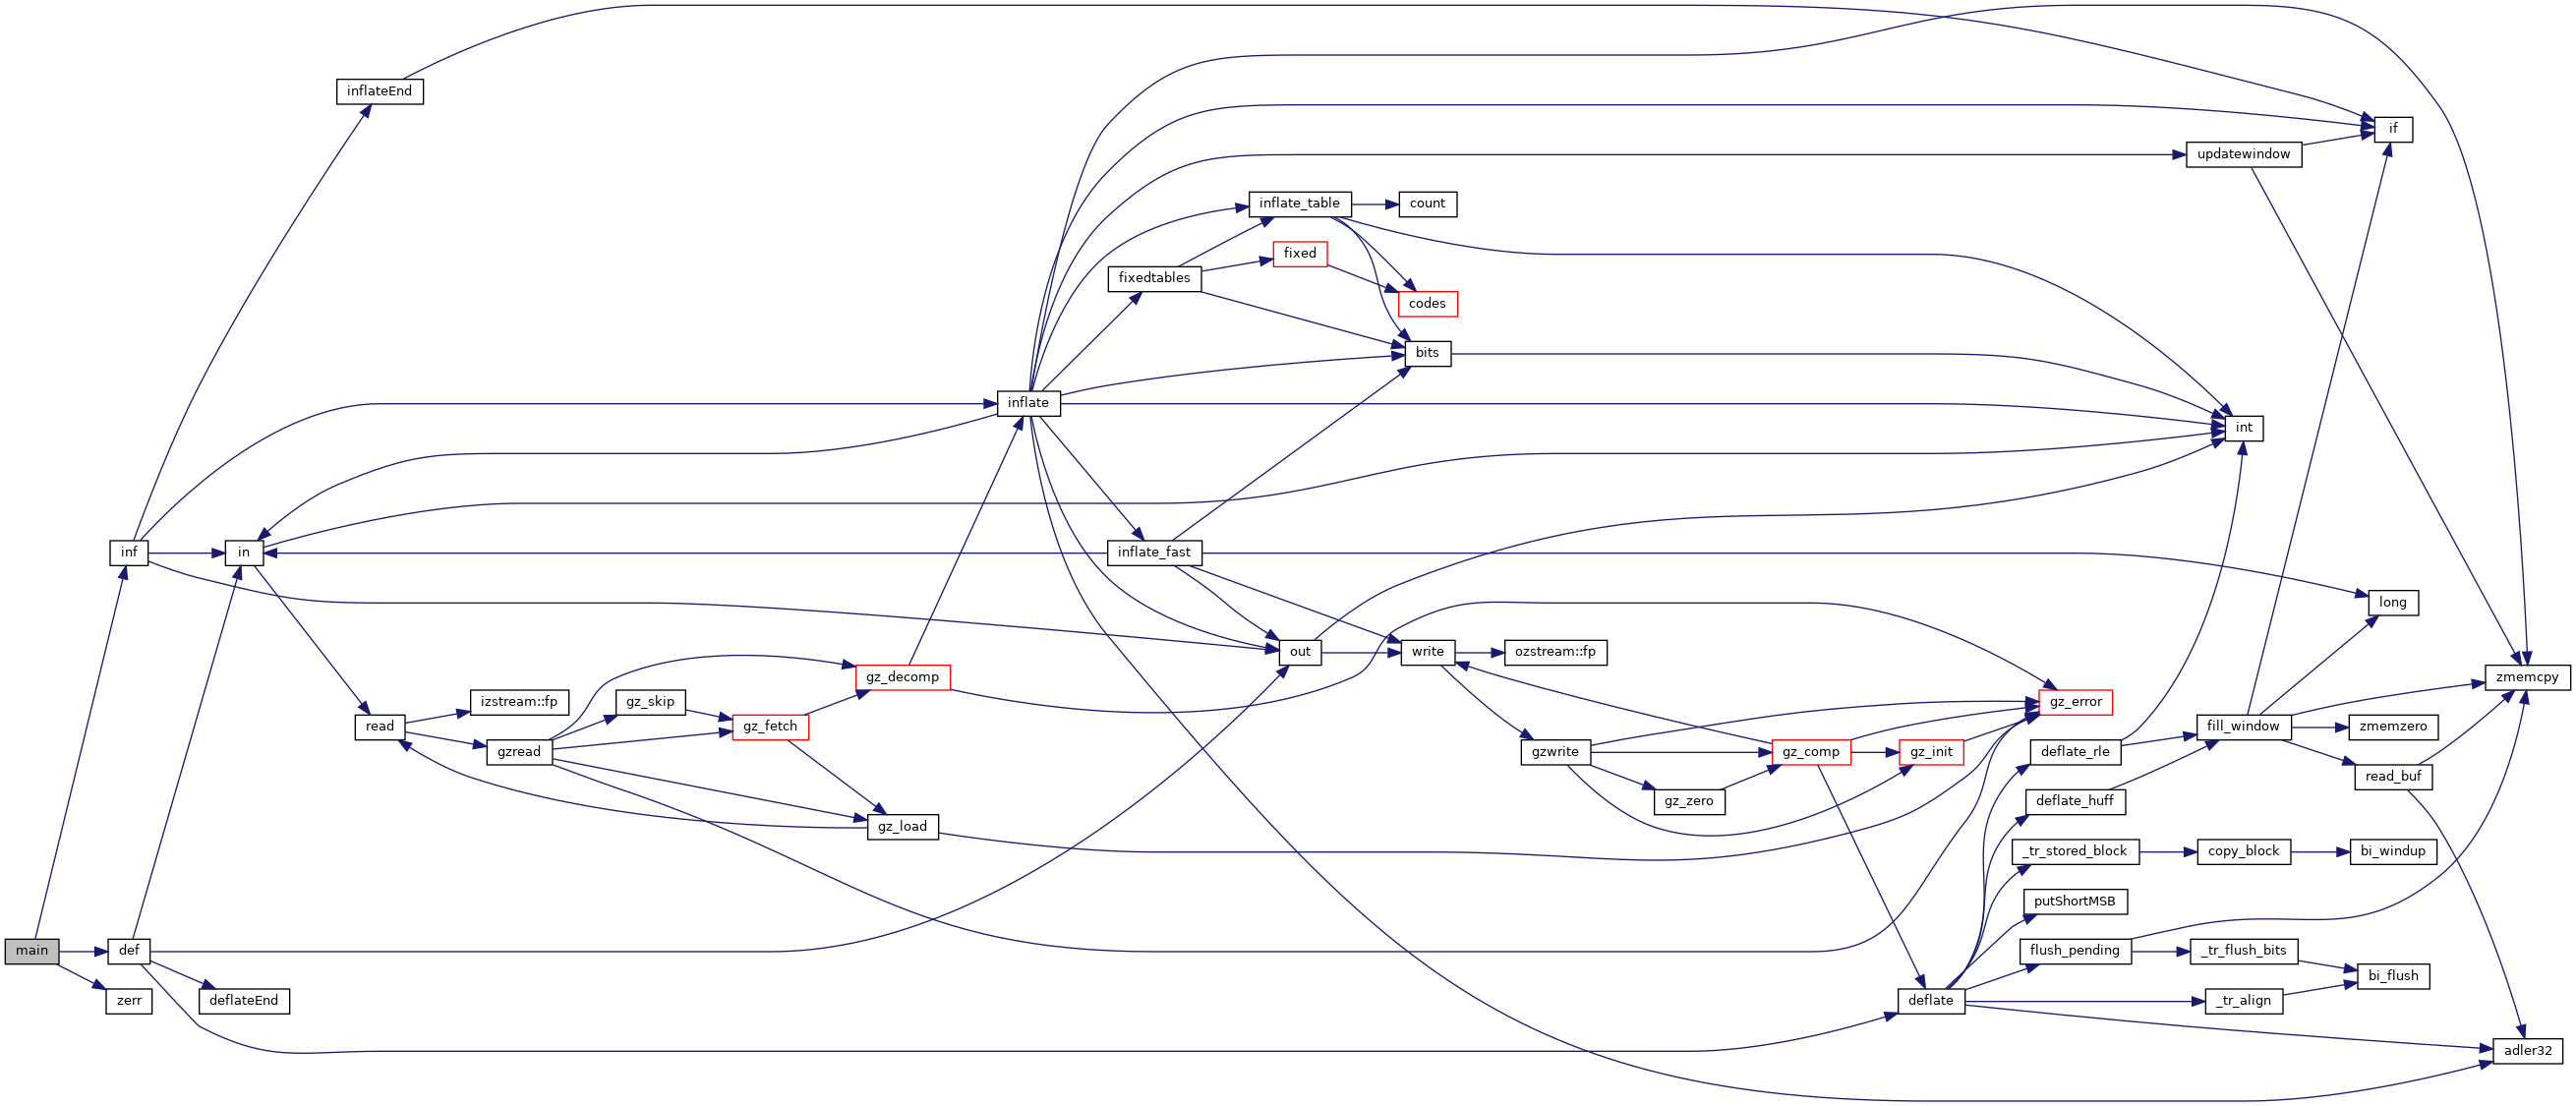 inflateEnd
if
updatewindow
inflate_table
count
fixed
fixedtables
codes
bits
inflate
int
inf
in
inflate_fast
long
out
write
ozstream::fp
gz_decomp
zmemcpy
izstream::fp
gz_skip
gz_error
read
gz_fetch
fill_window
zmemzero
gzread
gzwrite
gz_comp
gz_init
deflate_rle
read_buf
gz_zero
deflate_huff
gz_load
_tr_stored_block
copy_block
bi_windup
putShortMSB
main
def
flush_pending
_tr_flush_bits
bi_flush
zerr
deflateEnd
deflate
_tr_align
adler32